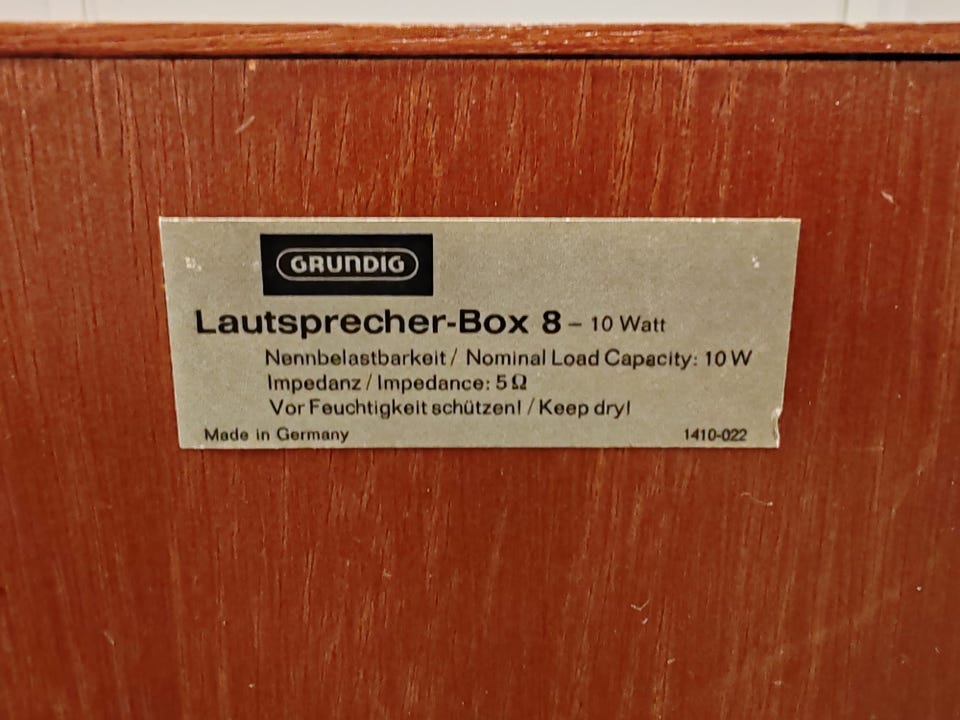 GRUNDIG
Lautsprecher-Box 8 – 10 Watt
Nennbelastbarkeit / Nominal Load Capacity: 10 W
Impedanz / Impedance: 5 Ω
Vor Feuchtigkeit schützen! / Keep dry!
Made in Germany 1410-022